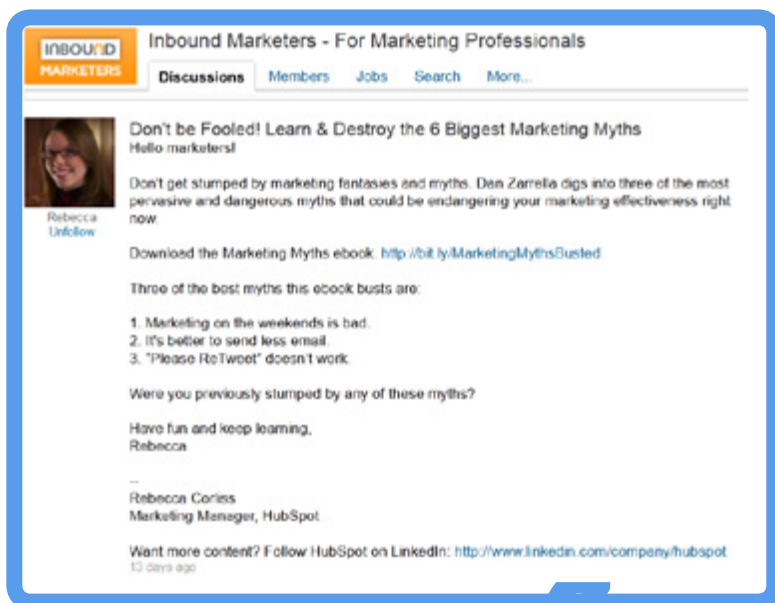 INBOUND
MARKETERS
Inbound Marketers - For Marketing Professionals
Discussions Members Jobs Search More...
Don't be Fooled! Learn & Destroy the 6 Biggest Marketing Myths
Hello marketers!
Don't get stumped by marketing fantasies and myths. Dan Zarrella digs into three of the most
pervasive and dangerous myths that could be endangering your marketing effectiveness right
now.
Rebecca
Unfollow
Download the Marketing Myths ebook. http://bit.ly/MarketingMythsBusted
Three of the best myths this ebook busts are:
1. Marketing on the weekends is bad.
2. It's better to send less email.
3. "Please ReTweet" doesn't work.
Were you previously stumped by any of these myths?
Have fun and keep learning,
Rebecca
--
Rebecca Corliss
Marketing Manager, HubSpot
Want more content? Follow HubSpot on LinkedIn: http://www.linkedin.com/company/hubspot
13 days ago